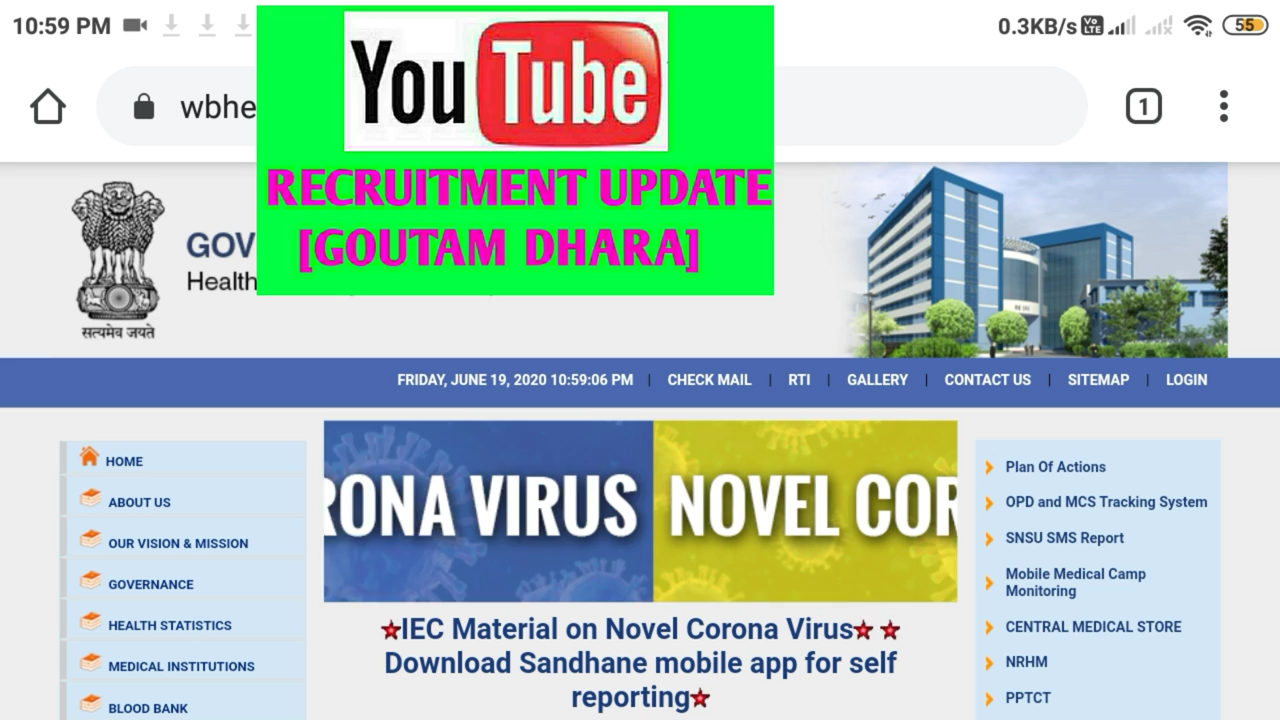 10:59 PM
0.3KB/s Vo LTE 55
YouTube
wbhe
1
RECRUITMENT UPDATE
[GOUTAM DHARA]
GOV
Health
सत्यमेव जयते
FRIDAY, JUNE 19, 2020 10:59:06 PM | CHECK MAIL | RTI | GALLERY | CONTACT US | SITEMAP | LOGIN
HOME
ABOUT US
OUR VISION & MISSION
GOVERNANCE
HEALTH STATISTICS
MEDICAL INSTITUTIONS
BLOOD BANK
RONA VIRUS NOVEL COR
IEC Material on Novel Corona Virus
Download Sandhane mobile app for self
reporting
Plan Of Actions
OPD and MCS Tracking System
SNSU SMS Report
Mobile Medical Camp
Monitoring
CENTRAL MEDICAL STORE
NRHM
PPTCT